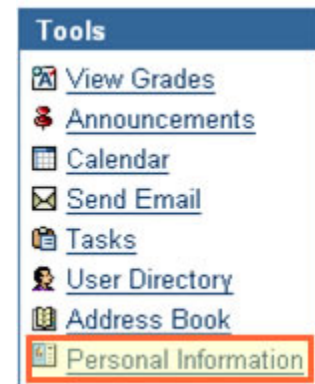 Tools
View Grades
Announcements
Calendar
Send Email
Tasks
User Directory
Address Book
Personal Information